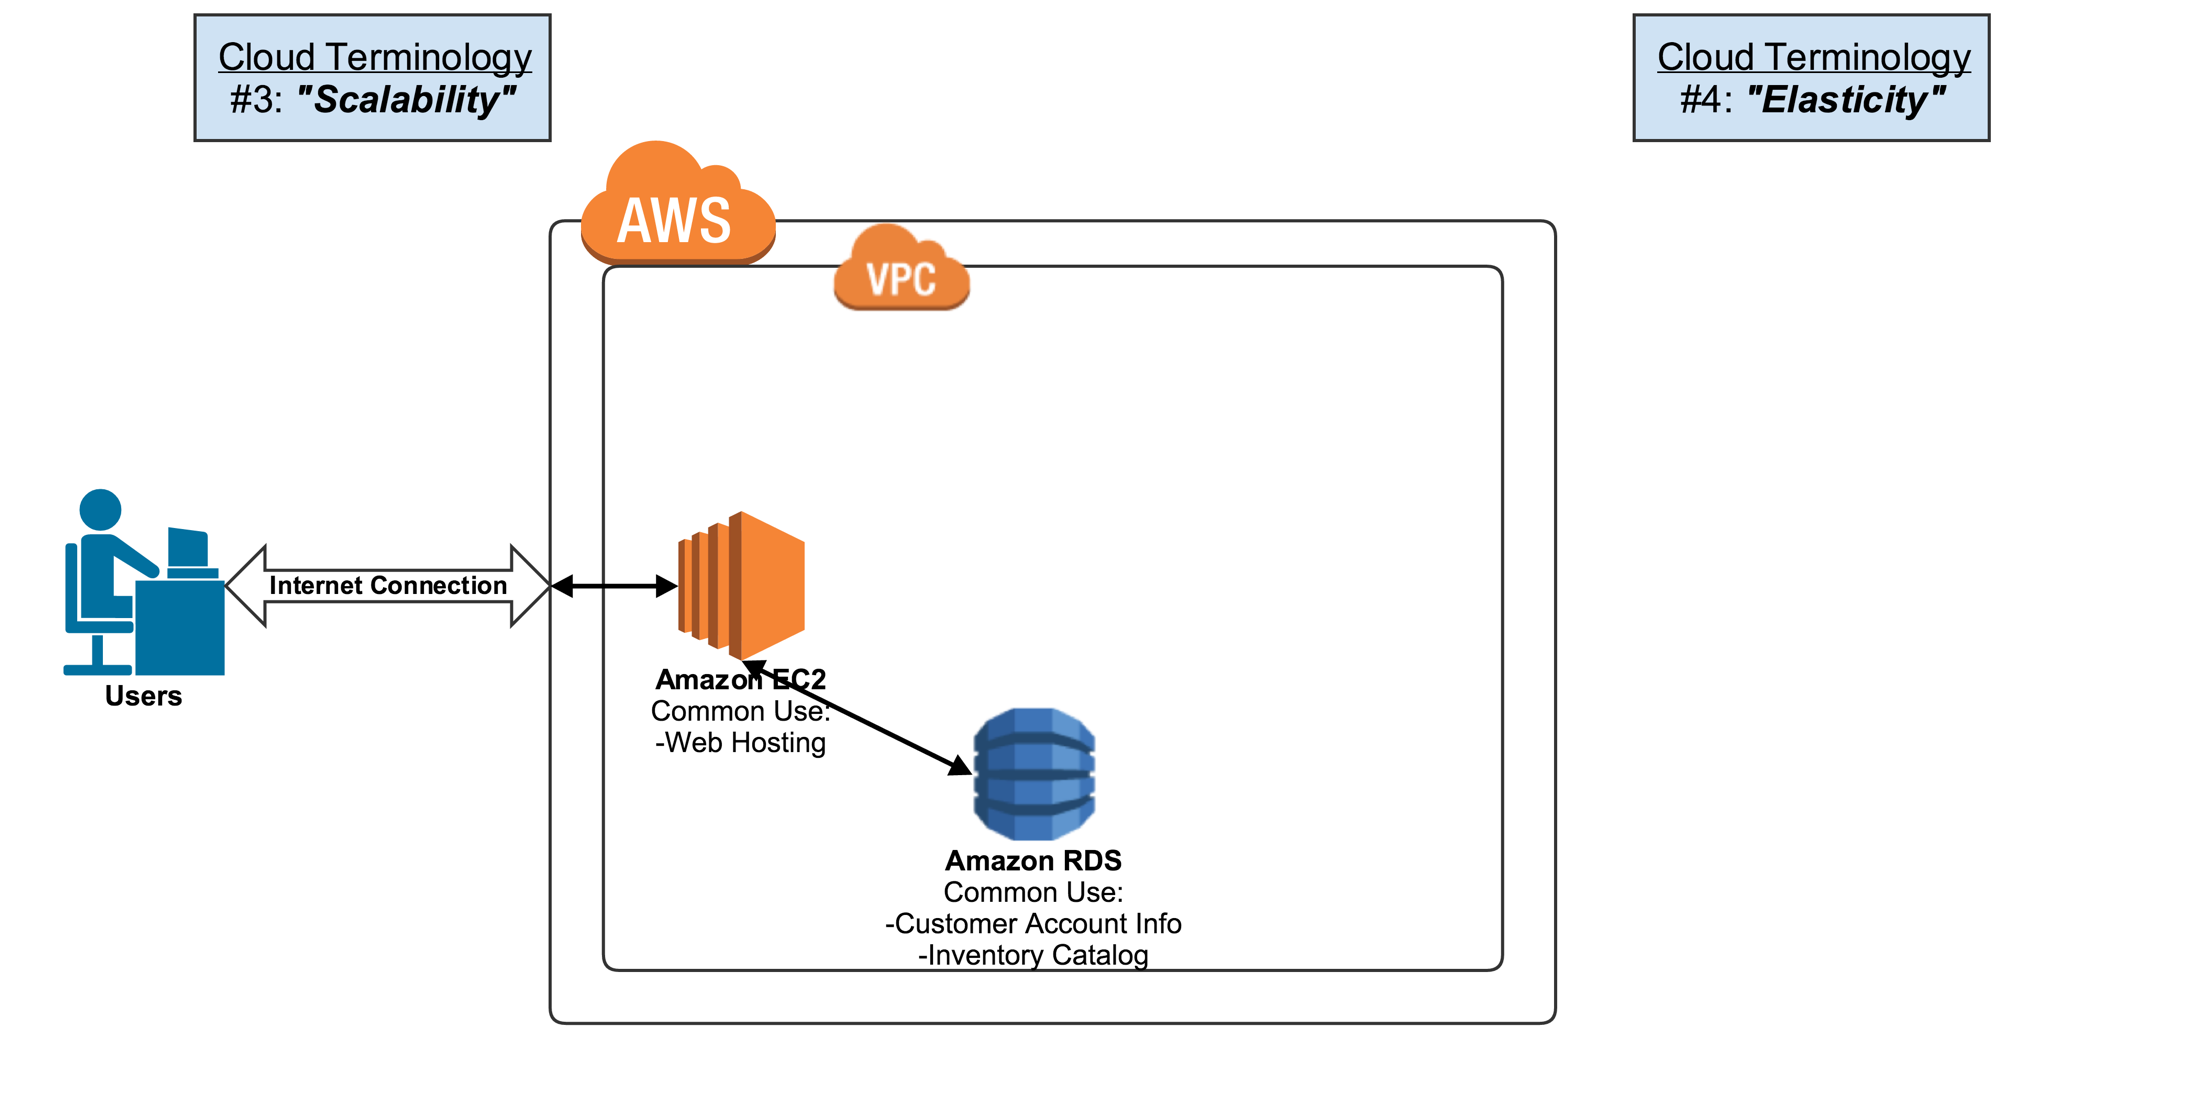 Cloud Terminology
#3: "Scalability"
Cloud Terminology
#4: "Elasticity"
AWS
VPC
Internet Connection
Users
Amazon EC2
Common Use:
-Web Hosting
Amazon RDS
Common Use:
-Customer Account Info
-Inventory Catalog